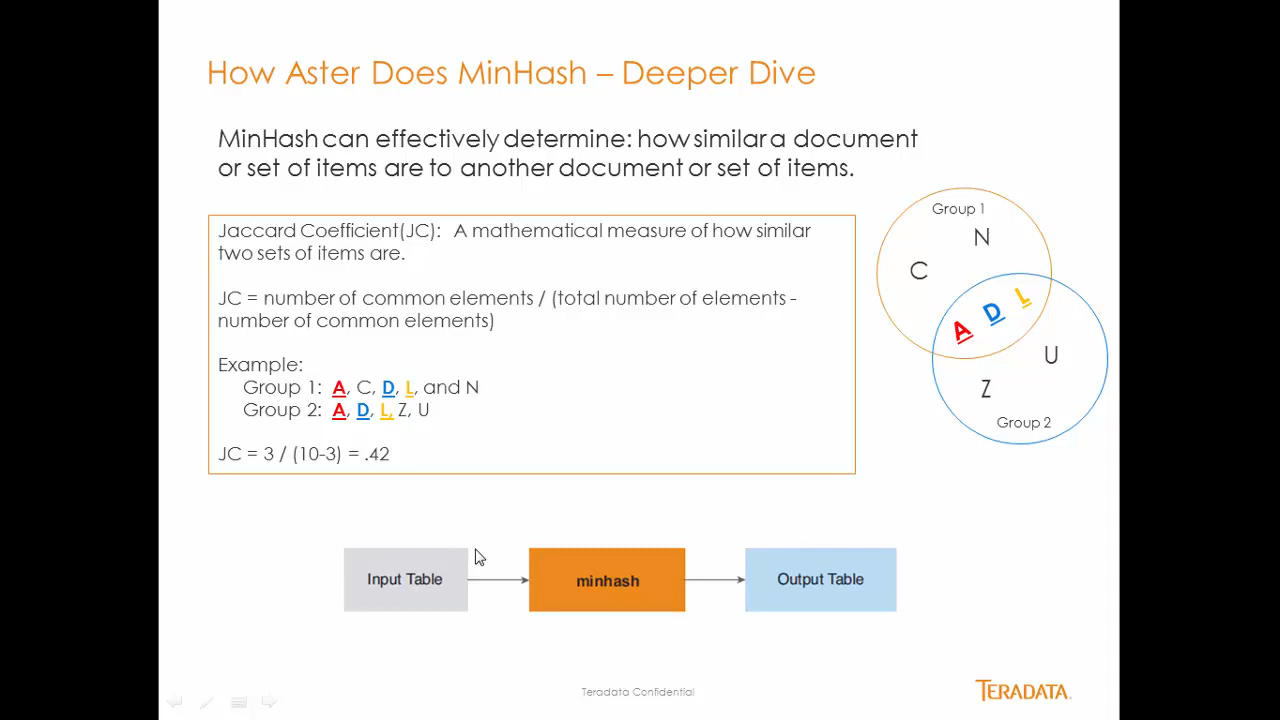 How Aster Does MinHash – Deeper Dive
MinHash can effectively determine: how similar a document
or set of items are to another document or set of items.
Jaccard Coefficient(JC): A mathematical measure of how similar
two sets of items are.
JC = number of common elements / (total number of elements -
number of common elements)
Example:
Group 1: A, C, D, L, and N
Group 2: A, D, L, Z, U
JC = 3 / (10-3) = .42
Group 1
N
C
A D L
U
Z
Group 2
Input Table
minhash
Output Table
Teradata Confidential
TERADATA.